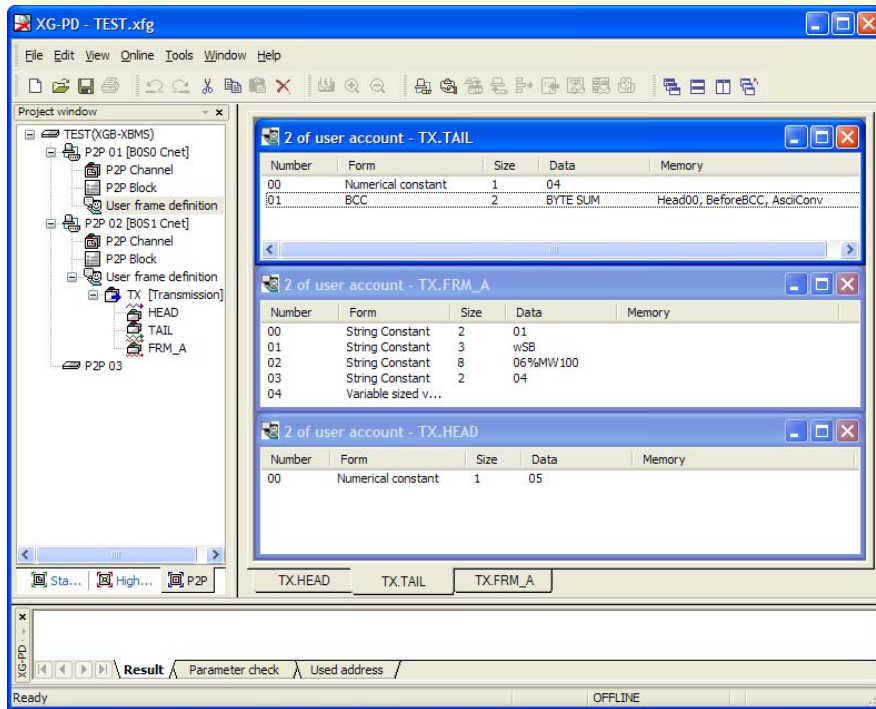 XG-PD - TEST.xfg
File Edit View Online Tools Window Help
Project window
TEST(XGB-XBMS)
P2P 01 [B0S0 Cnet]
P2P Channel
P2P Block
User frame definition
P2P 02 [B0S1 Cnet]
P2P Channel
P2P Block
User frame definition
TX [Transmission]
HEAD
TAIL
FRM_A
P2P 03
Sta... High... P2P
2 of user account - TX.TAIL
Number Form Size Data Memory
00 Numerical constant 1 04
01 BCC 2 BYTE SUM Head00, BeforeBCC, AsciiConv
2 of user account - TX.FRM_A
Number Form Size Data Memory
00 String Constant 2 01
01 String Constant 3 wSB
02 String Constant 8 06%MW100
03 String Constant 2 04
04 Variable sized v...
2 of user account - TX.HEAD
Number Form Size Data Memory
00 Numerical constant 1 05
TX.HEAD TX.TAIL TX.FRM_A
XG-PD -
Result Parameter check Used address
Ready OFFLINE